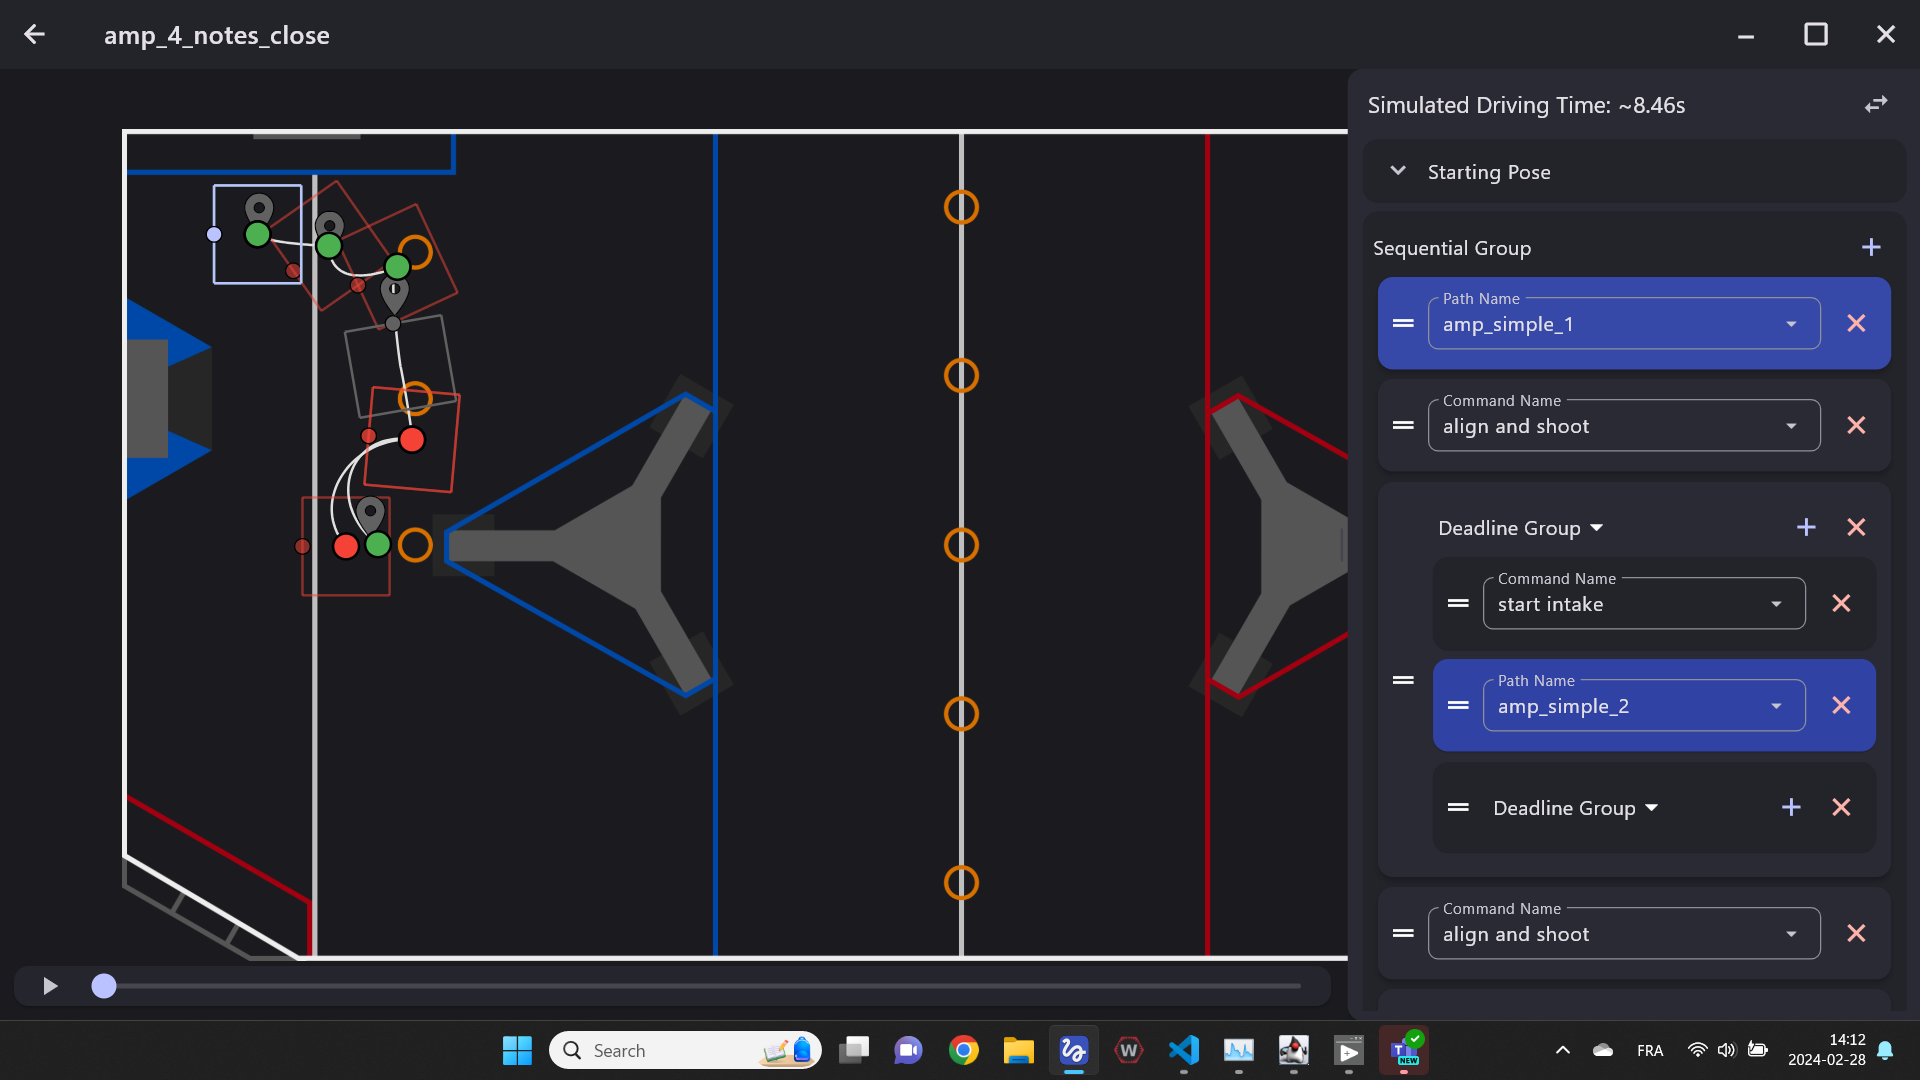 amp_4_notes_close
Simulated Driving Time: ~8.46s
Starting Pose
Sequential Group
Path Name
amp_simple_1
Command Name
align and shoot
Deadline Group
Command Name
start intake
Path Name
amp_simple_2
Deadline Group
Command Name
align and shoot
Search
W
T
NEW
FRA
14:12
2024-02-28